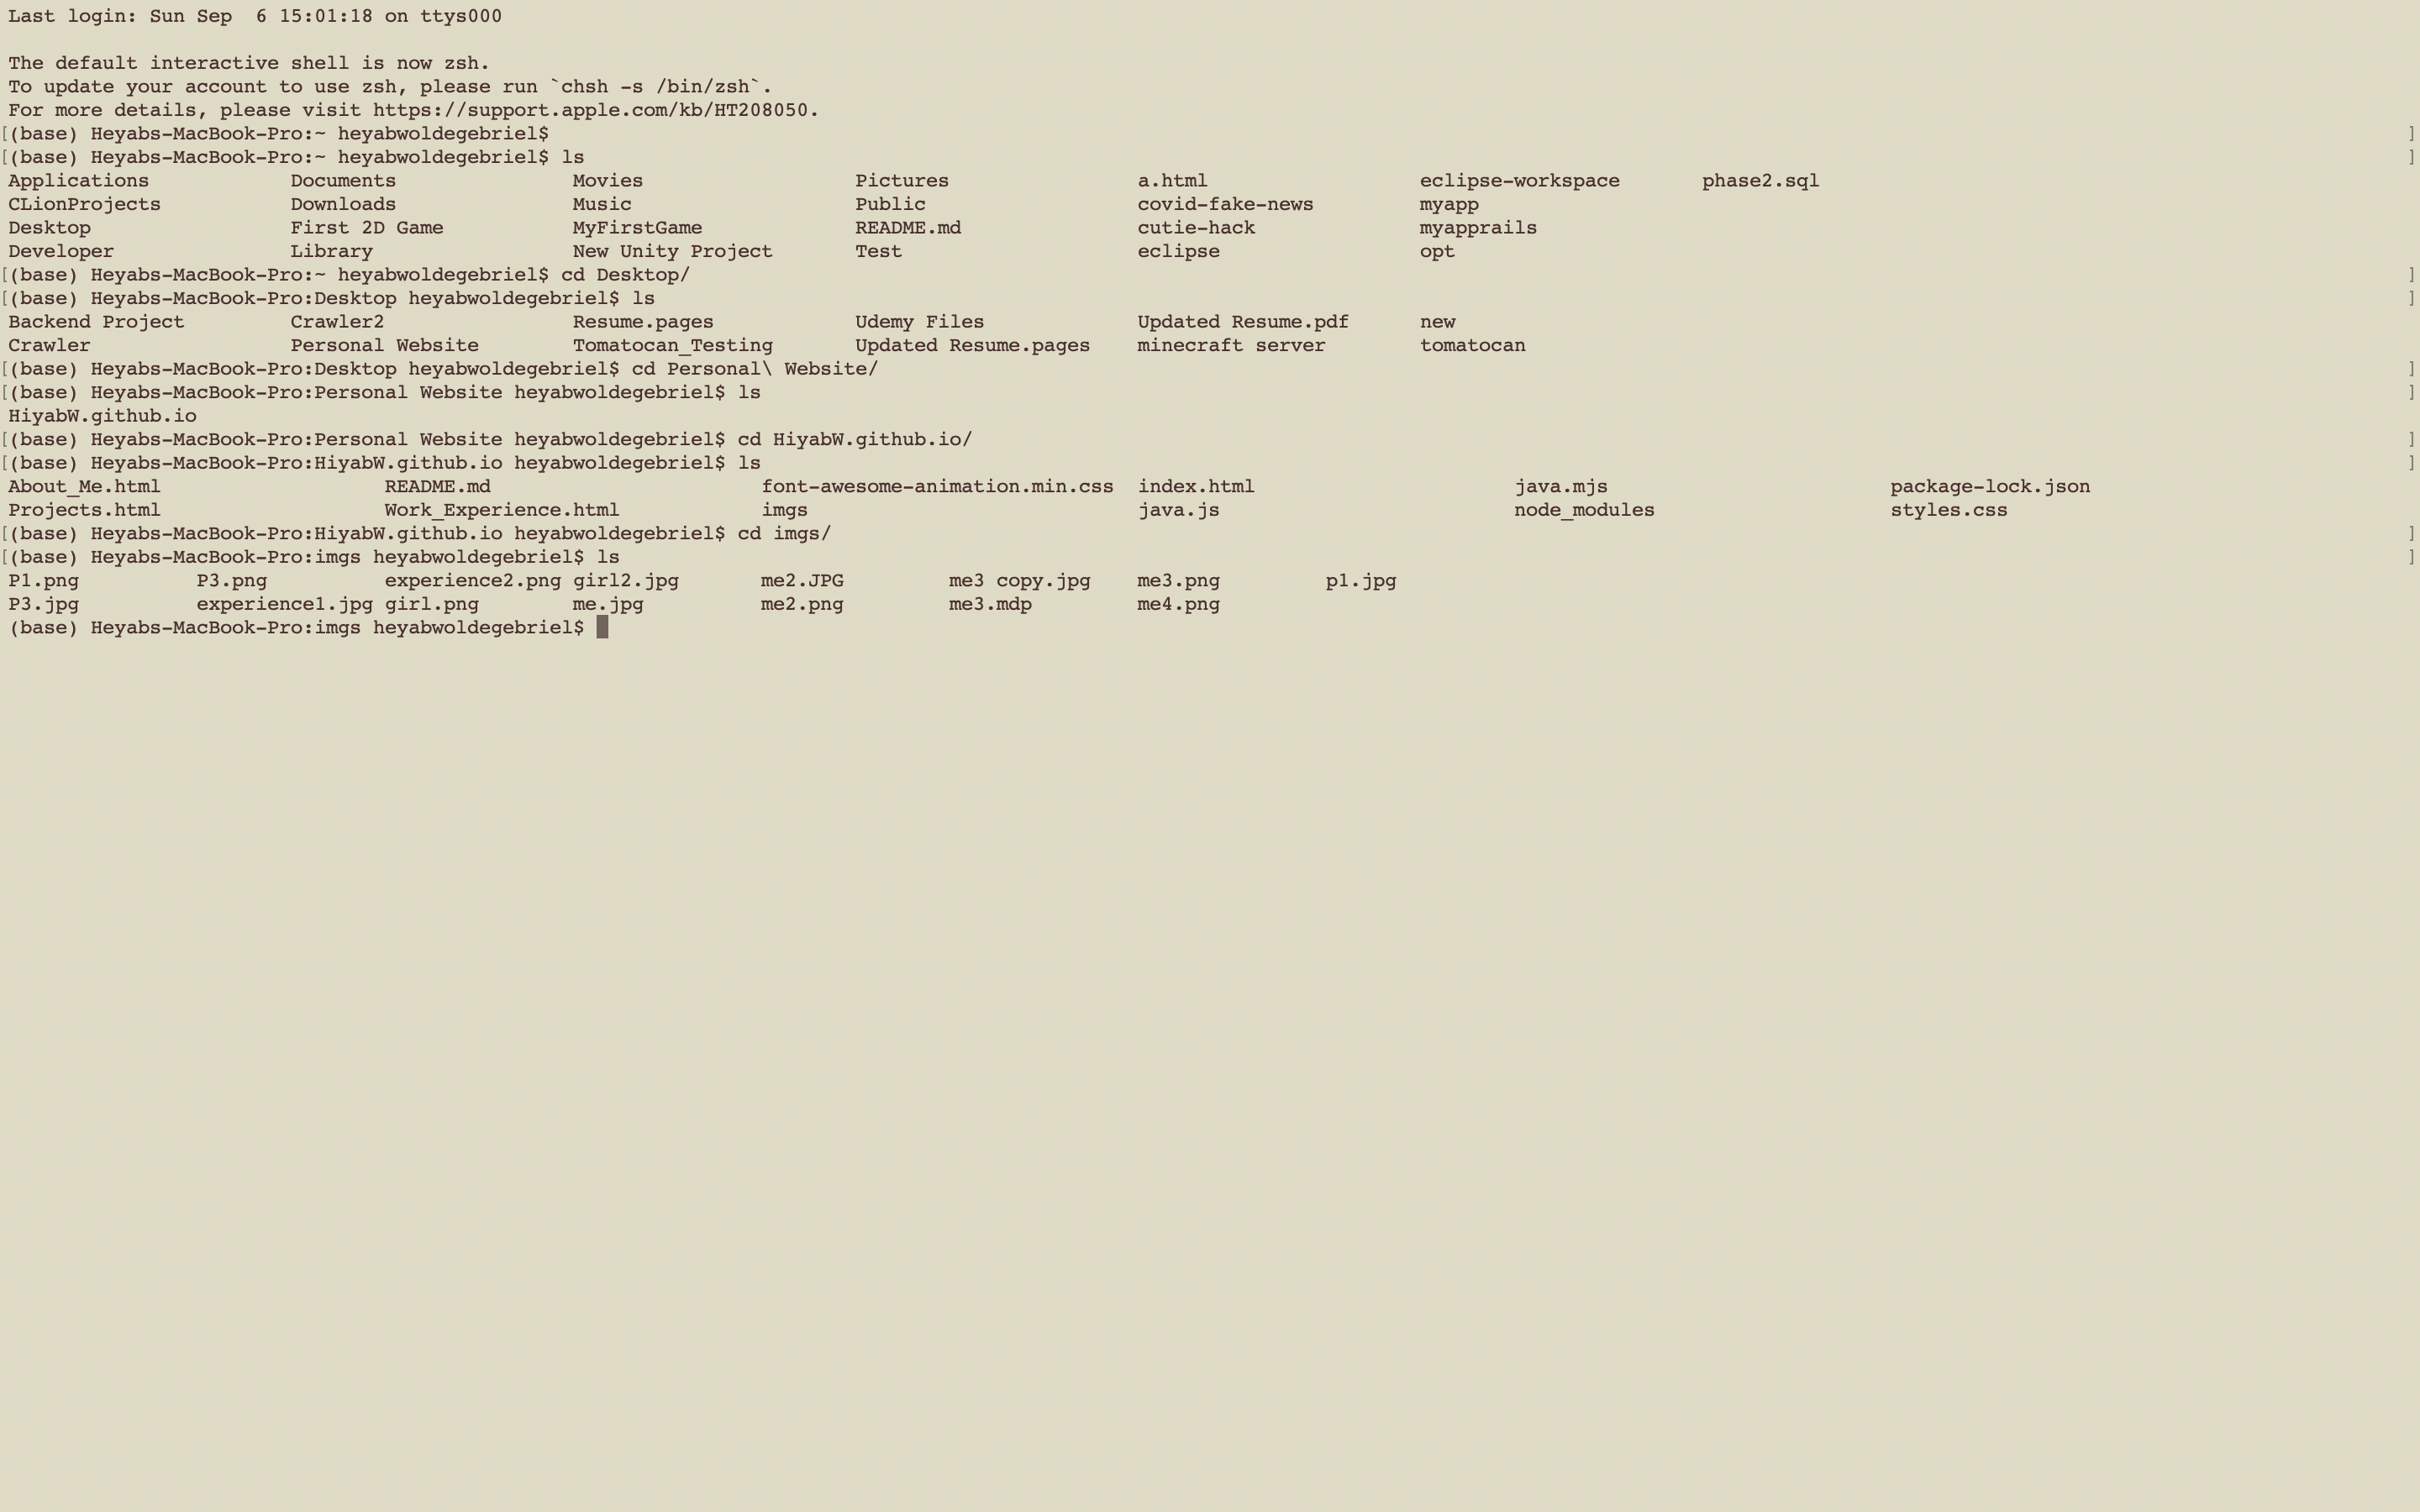 Last login: Sun Sep  6 15:01:18 on ttys000
The default interactive shell is now zsh.
To update your account to use zsh, please run `chsh -s /bin/zsh`.
For more details, please visit https://support.apple.com/kb/HT208050.
[(base) Heyabs-MacBook-Pro:~ heyabwoldegebriel$ ]
[(base) Heyabs-MacBook-Pro:~ heyabwoldegebriel$ ls ]
Applications Documents Movies Pictures a.html eclipse-workspace phase2.sql
CLionProjects Downloads Music Public covid-fake-news myapp
Desktop First 2D Game MyFirstGame README.md cutie-hack myapprails
Developer Library New Unity Project Test eclipse opt
[(base) Heyabs-MacBook-Pro:~ heyabwoldegebriel$ cd Desktop/ ]
[(base) Heyabs-MacBook-Pro:Desktop heyabwoldegebriel$ ls ]
Backend Project Crawler2 Resume.pages Udemy Files Updated Resume.pdf new
Crawler Personal Website Tomatocan_Testing Updated Resume.pages minecraft server tomatocan
[(base) Heyabs-MacBook-Pro:Desktop heyabwoldegebriel$ cd Personal\ Website/ ]
[(base) Heyabs-MacBook-Pro:Personal Website heyabwoldegebriel$ ls ]
HiyabW.github.io
[(base) Heyabs-MacBook-Pro:Personal Website heyabwoldegebriel$ cd HiyabW.github.io/ ]
[(base) Heyabs-MacBook-Pro:HiyabW.github.io heyabwoldegebriel$ ls ]
About_Me.html README.md font-awesome-animation.min.css index.html java.mjs package-lock.json
Projects.html Work_Experience.html imgs java.js node_modules styles.css
[(base) Heyabs-MacBook-Pro:HiyabW.github.io heyabwoldegebriel$ cd imgs/ ]
[(base) Heyabs-MacBook-Pro:imgs heyabwoldegebriel$ ls ]
P1.png P3.png experience2.png girl2.jpg me2.JPG me3 copy.jpg me3.png p1.jpg
P3.jpg experience1.jpg girl.png me.jpg me2.png me3.mdp me4.png
(base) Heyabs-MacBook-Pro:imgs heyabwoldegebriel$